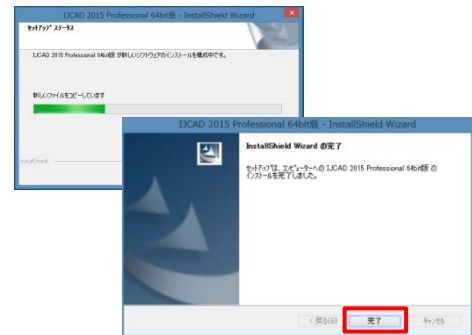 IJCAD 2015 Professional 64bit版 - InstallShield Wizard
セットアップ ステータス
IJCAD 2015 Professional 64bit版 が新しいソフトウェアのインストールを構成中です。
新しいファイルをコピーしています
InstallShield
IJCAD 2015 Professional 64bit版 - InstallShield Wizard
InstallShield Wizard の完了
セットアップは、コンピューターへの IJCAD 2015 Professional 64bit版 の
インストールを完了しました。
< 戻る(B)
完了
キャンセル